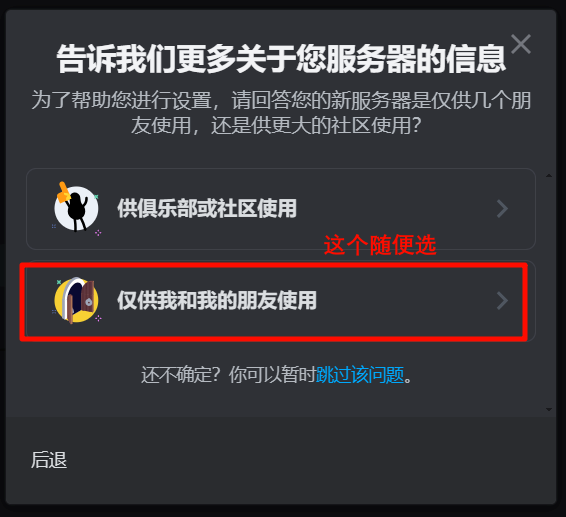 告诉我们更多关于您服务器的信息
为了帮助您进行设置，请回答您的新服务器是仅供几个朋
友使用，还是供更大的社区使用？
供俱乐部或社区使用
这个随便选
仅供我和我的朋友使用
还不确定？你可以暂时跳过该问题。
后退